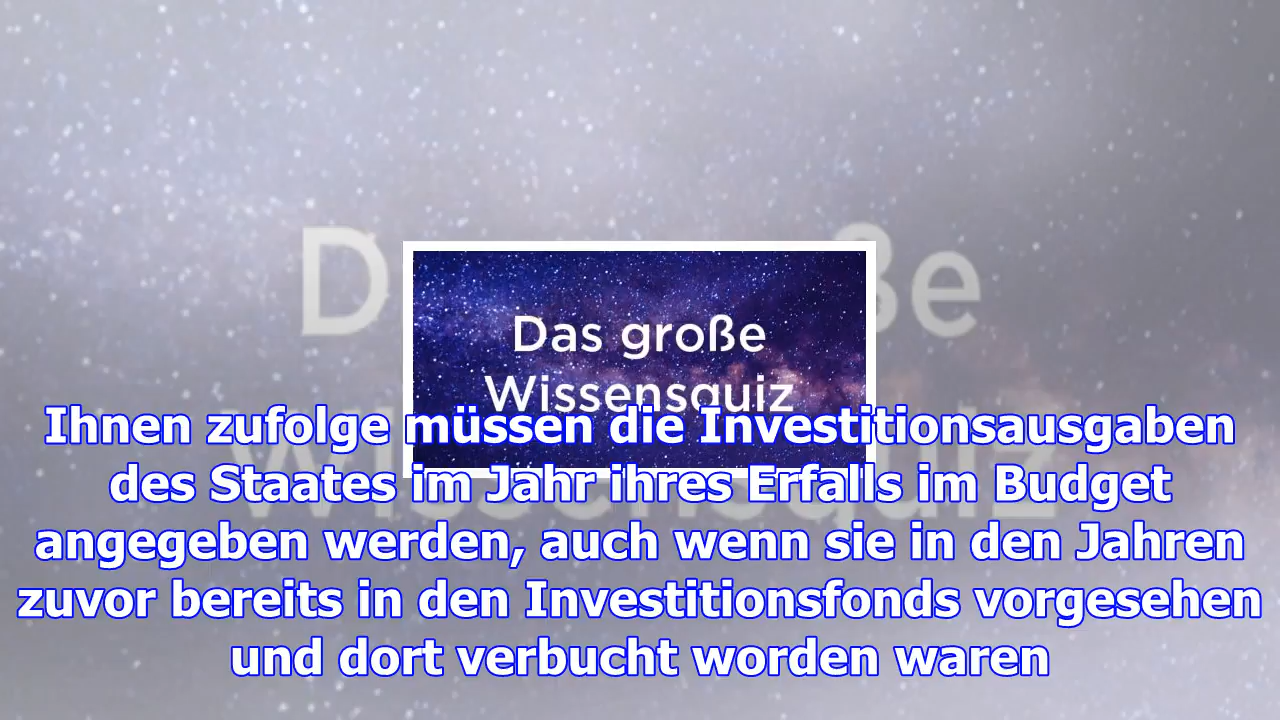 Das große
Wissensquiz
Ihnen zufolge müssen die Investitionsausgaben
des Staates im Jahr ihres Erfalls im Budget
angegeben werden, auch wenn sie in den Jahren
zuvor bereits in den Investitionsfonds vorgesehen
und dort verbucht worden waren